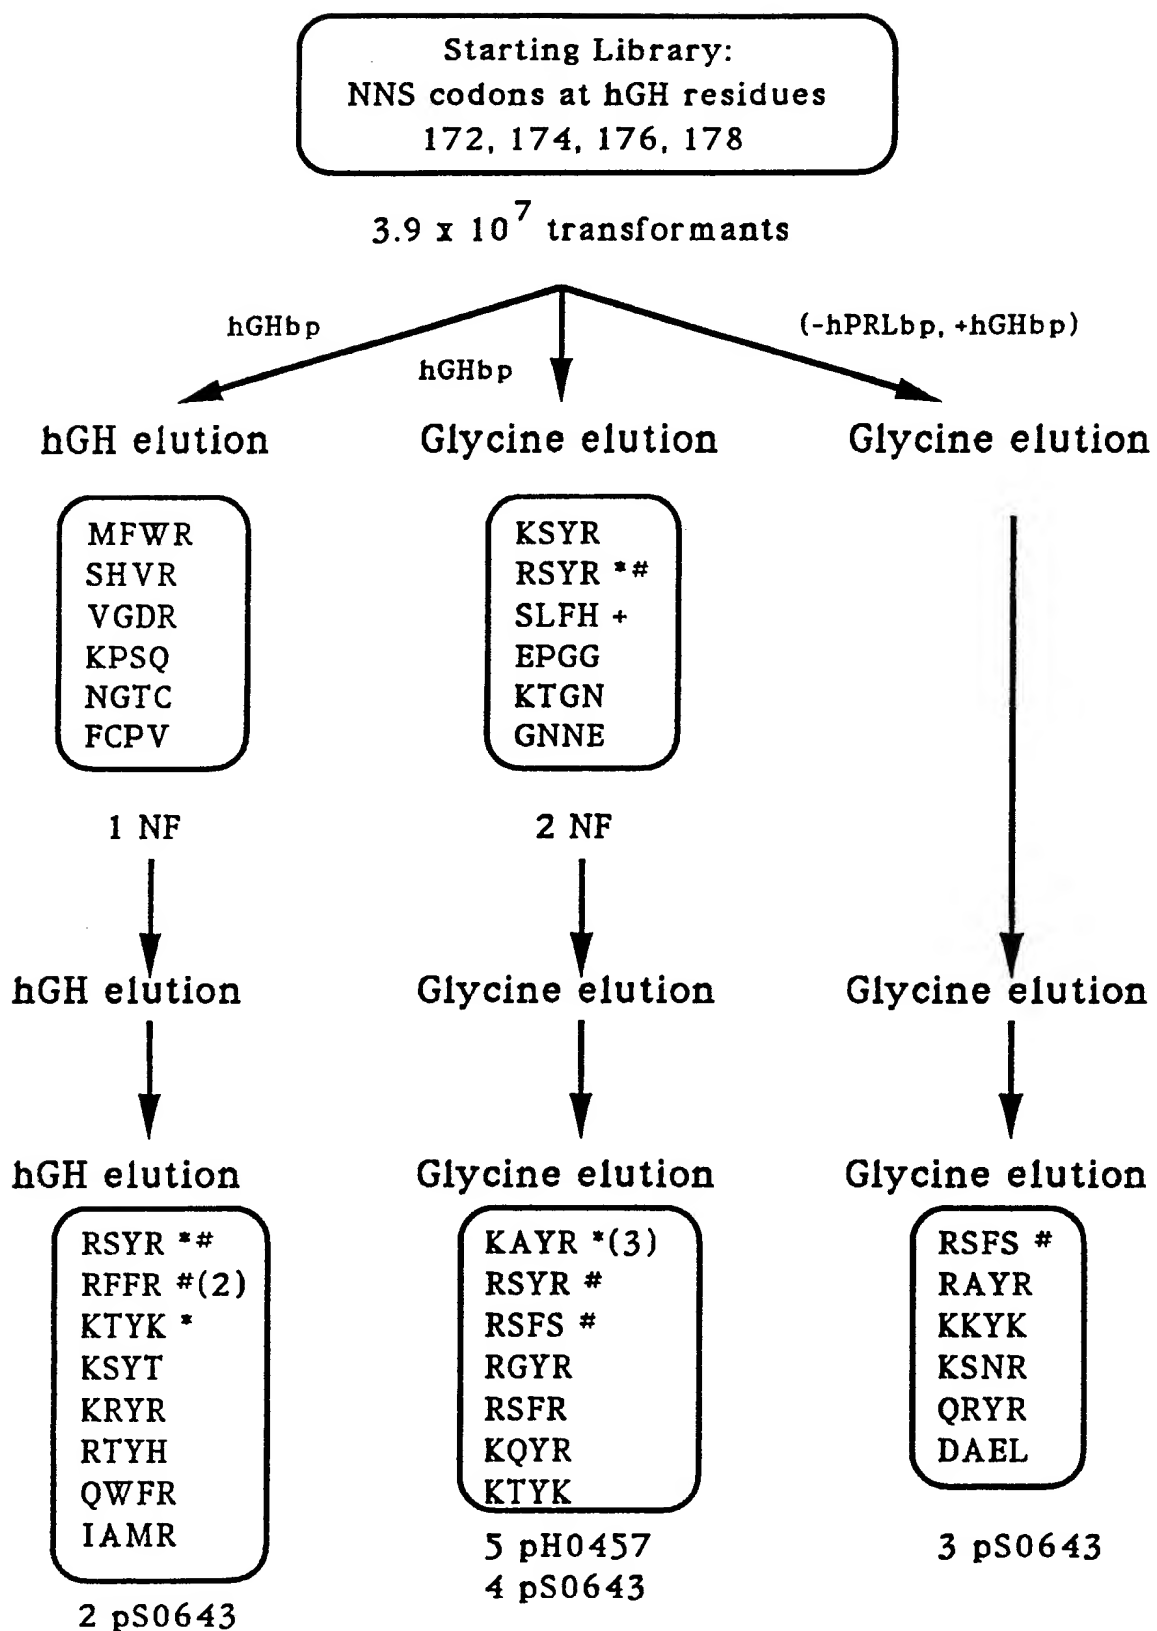 Starting Library:
NNS codons at hGH residues
172, 174, 176, 178
3.9 x 10^7 transformants
hGHbp
hGHbp
(-hPRLbp, +hGHbp)
hGH elution
Glycine elution
Glycine elution
MFWR
SHVR
VGDR
KPSQ
NGTC
FCPV
1 NF
KSYR
RSYR *#
SLFH +
EPGG
KTGN
GNNE
2 NF
hGH elution
Glycine elution
Glycine elution
hGH elution
Glycine elution
Glycine elution
RSYR *#
RFFR #(2)
KTYK *
KSYT
KRYR
RTYH
QWFR
IAMR
2 pS0643
KAYR *(3)
RSYR #
RSFS #
RGYR
RSFR
KQYR
KTYK
5 pH0457
4 pS0643
RSFS #
RAYR
KKYK
KSNR
QRYR
DAEL
3 pS0643